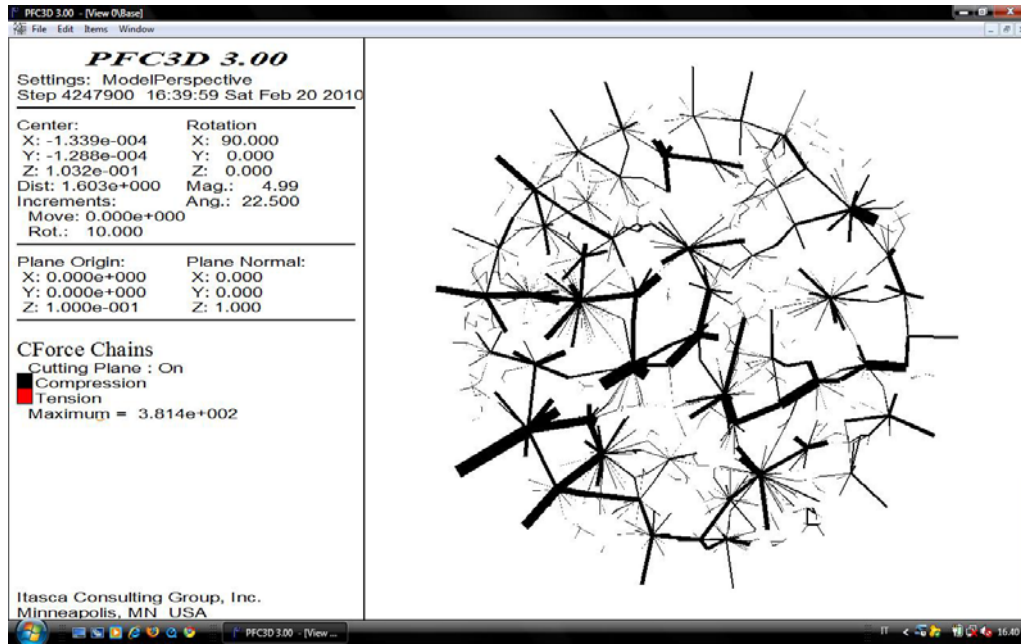 PFC3D 3.00 - [View 0\Base]
File Edit Items Window
PFC3D 3.00
Settings: ModelPerspective
Step 4247900 16:39:59 Sat Feb 20 2010
Center: Rotation
X: -1.339e-004 X: 90.000
Y: -1.288e-004 Y: 0.000
Z: 1.032e-001 Z: 0.000
Dist: 1.603e+000 Mag.: 4.99
Increments: Ang.: 22.500
Move: 0.000e+000
Rot.: 10.000
Plane Origin: Plane Normal:
X: 0.000e+000 X: 0.000
Y: 0.000e+000 Y: 0.000
Z: 1.000e-001 Z: 1.000
CForce Chains
Cutting Plane : On
Compression
Tension
Maximum = 3.814e+002
Itasca Consulting Group, Inc.
Minneapolis, MN USA
PFC3D 3.00 - [View ...
IT < 16.40